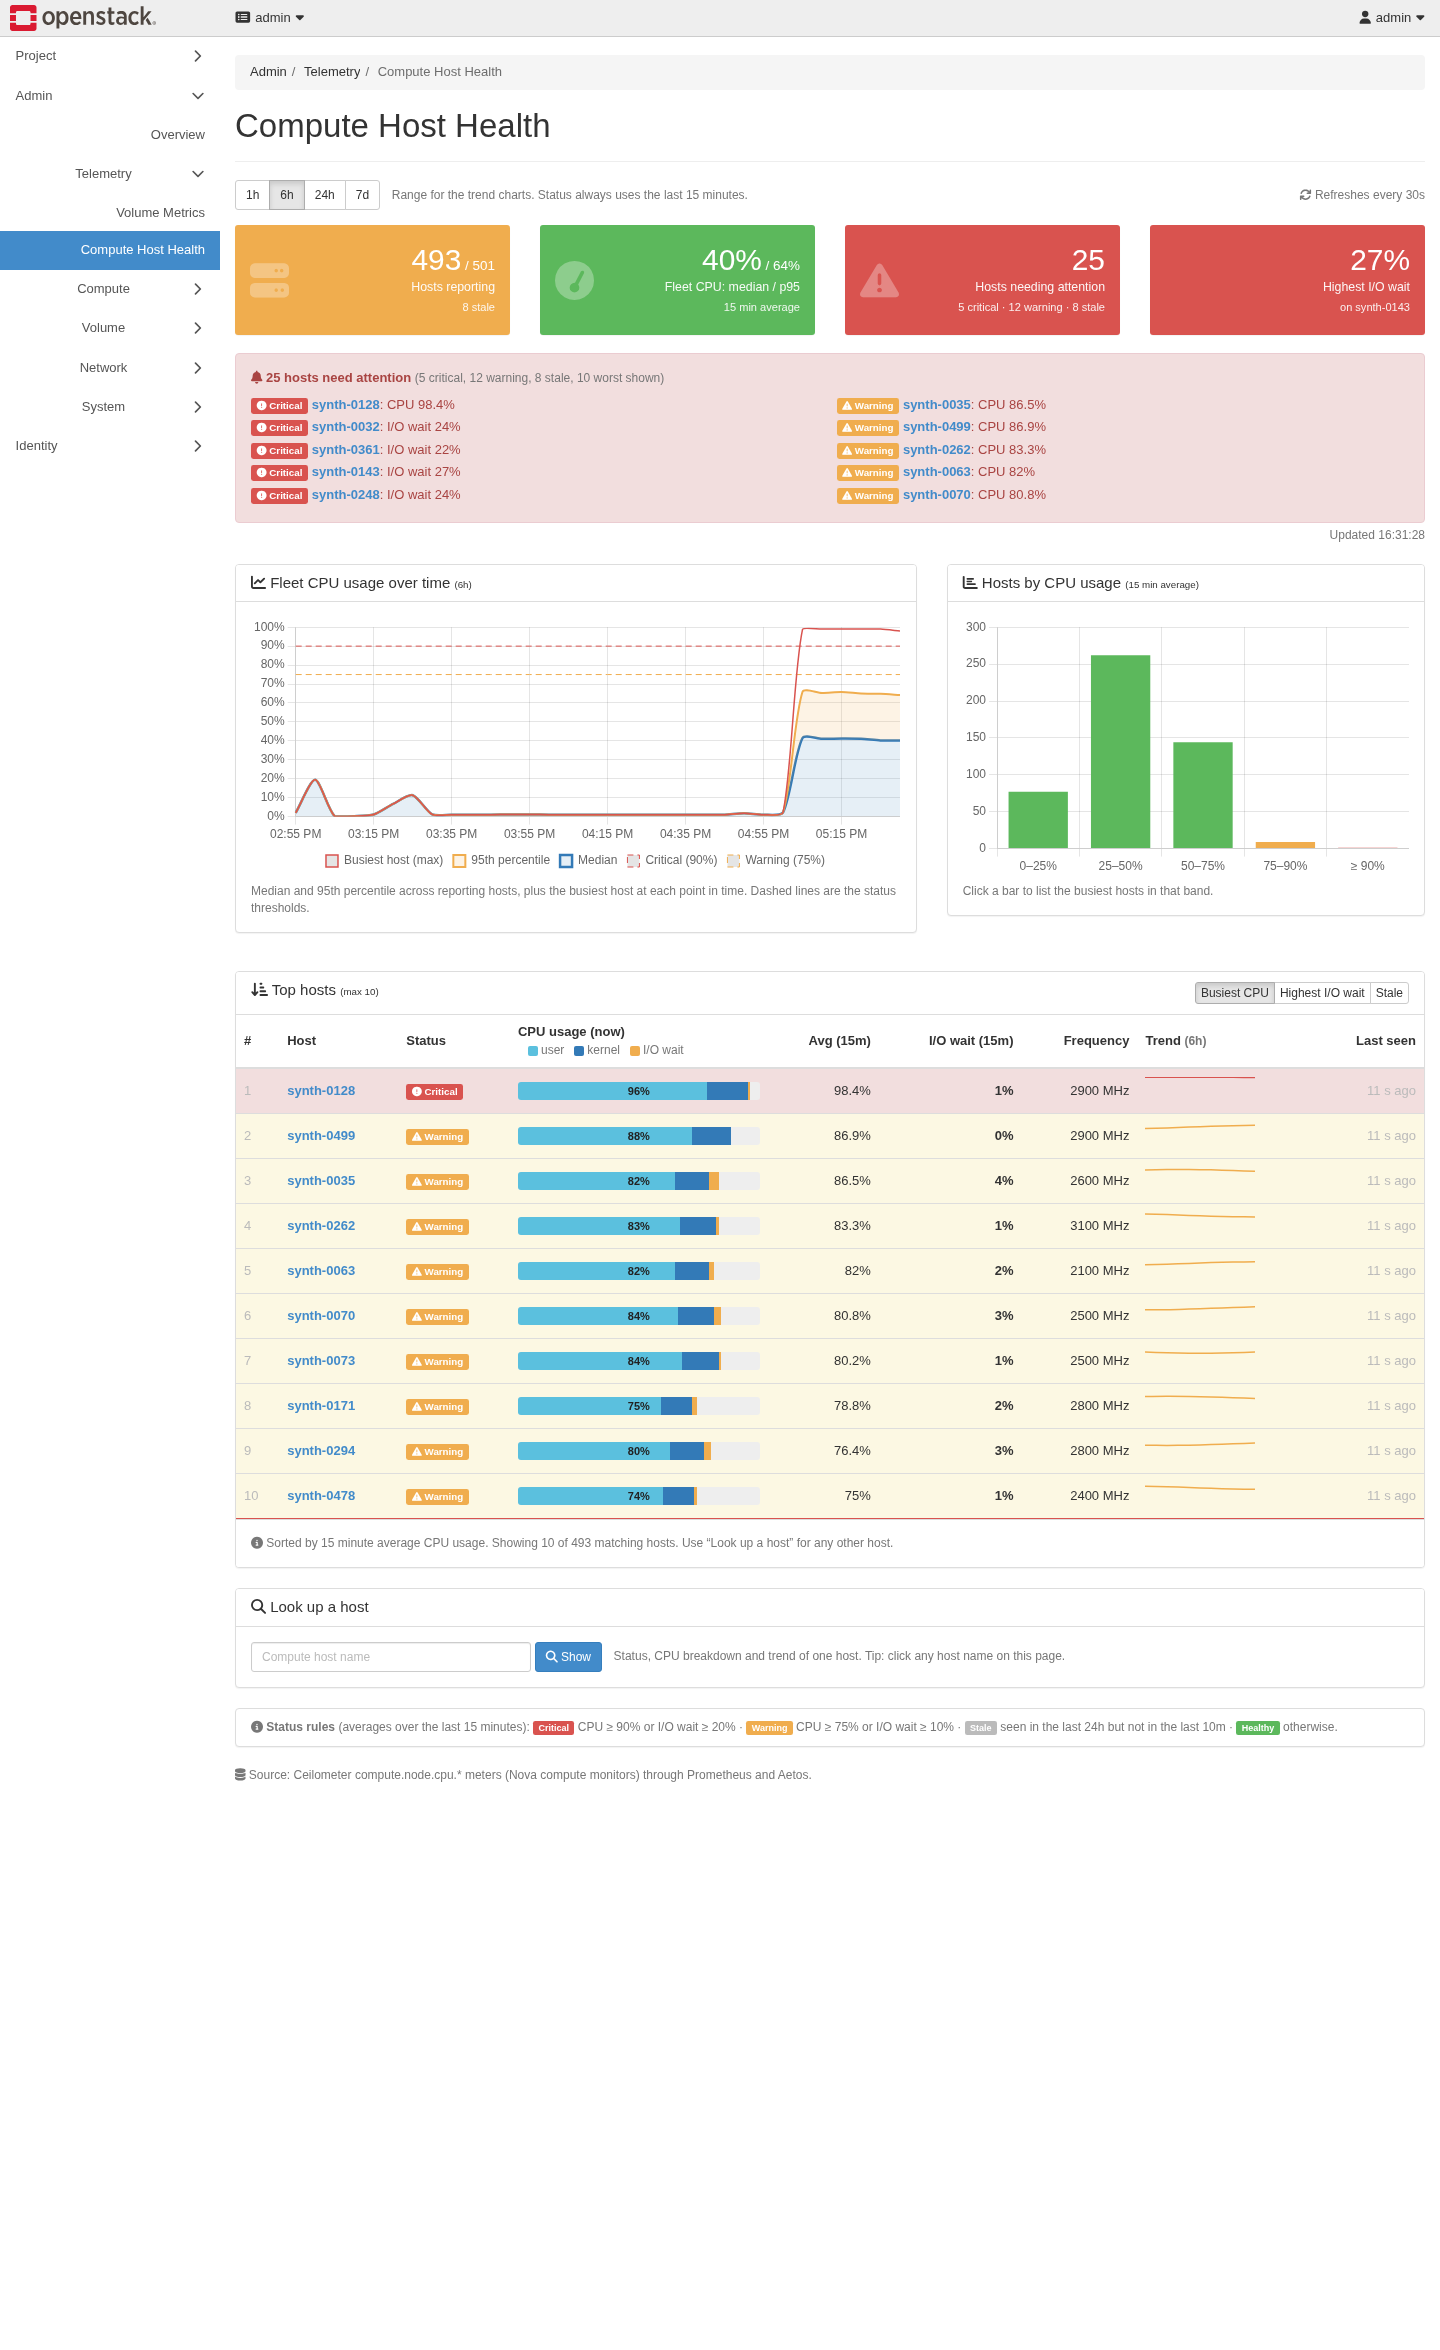 openstack.
admin
admin
Project
Admin
Overview
Telemetry
Volume Metrics
Compute Host Health
Compute
Volume
Network
System
Identity
Admin / Telemetry / Compute Host Health
Compute Host Health
1h 6h 24h 7d Range for the trend charts. Status always uses the last 15 minutes. Refreshes every 30s
493 / 501
Hosts reporting
8 stale
40% / 64%
Fleet CPU: median / p95
15 min average
25
Hosts needing attention
5 critical · 12 warning · 8 stale
27%
Highest I/O wait
on synth-0143
25 hosts need attention (5 critical, 12 warning, 8 stale, 10 worst shown)
Critical synth-0128: CPU 98.4%
Critical synth-0032: I/O wait 24%
Critical synth-0361: I/O wait 22%
Critical synth-0143: I/O wait 27%
Critical synth-0248: I/O wait 24%
Warning synth-0035: CPU 86.5%
Warning synth-0499: CPU 86.9%
Warning synth-0262: CPU 83.3%
Warning synth-0063: CPU 82%
Warning synth-0070: CPU 80.8%
Updated 16:31:28
Fleet CPU usage over time (6h)
100%
90%
80%
70%
60%
50%
40%
30%
20%
10%
0%
02:55 PM 03:15 PM 03:35 PM 03:55 PM 04:15 PM 04:35 PM 04:55 PM 05:15 PM
Busiest host (max) 95th percentile Median Critical (90%) Warning (75%)
Median and 95th percentile across reporting hosts, plus the busiest host at each point in time. Dashed lines are the status
thresholds.
Hosts by CPU usage (15 min average)
300
250
200
150
100
50
0
0–25% 25–50% 50–75% 75–90% ≥ 90%
Click a bar to list the busiest hosts in that band.
Top hosts (max 10) Busiest CPU Highest I/O wait Stale
# Host Status CPU usage (now) Avg (15m) I/O wait (15m) Frequency Trend (6h) Last seen
user kernel I/O wait
1 synth-0128 Critical 96% 98.4% 1% 2900 MHz 11 s ago
2 synth-0499 Warning 88% 86.9% 0% 2900 MHz 11 s ago
3 synth-0035 Warning 82% 86.5% 4% 2600 MHz 11 s ago
4 synth-0262 Warning 83% 83.3% 1% 3100 MHz 11 s ago
5 synth-0063 Warning 82% 82% 2% 2100 MHz 11 s ago
6 synth-0070 Warning 84% 80.8% 3% 2500 MHz 11 s ago
7 synth-0073 Warning 84% 80.2% 1% 2500 MHz 11 s ago
8 synth-0171 Warning 75% 78.8% 2% 2800 MHz 11 s ago
9 synth-0294 Warning 80% 76.4% 3% 2800 MHz 11 s ago
10 synth-0478 Warning 74% 75% 1% 2400 MHz 11 s ago
Sorted by 15 minute average CPU usage. Showing 10 of 493 matching hosts. Use “Look up a host” for any other host.
Look up a host
Compute host name Show Status, CPU breakdown and trend of one host. Tip: click any host name on this page.
Status rules (averages over the last 15 minutes): Critical CPU ≥ 90% or I/O wait ≥ 20% · Warning CPU ≥ 75% or I/O wait ≥ 10% · Stale seen in the last 24h but not in the last 10m · Healthy otherwise.
Source: Ceilometer compute.node.cpu.* meters (Nova compute monitors) through Prometheus and Aetos.